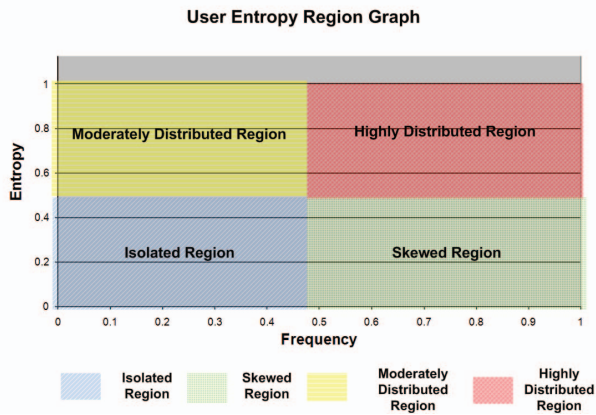 User Entropy Region Graph
Entropy
1
0.8
0.6
0.4
0.2
0
Moderately Distributed Region
Highly Distributed Region
Isolated Region
Skewed Region
0 0.1 0.2 0.3 0.4 0.5 0.6 0.7 0.8 0.9 1
Frequency
Isolated
Region
Skewed
Region
Moderately
Distributed
Region
Highly
Distributed
Region